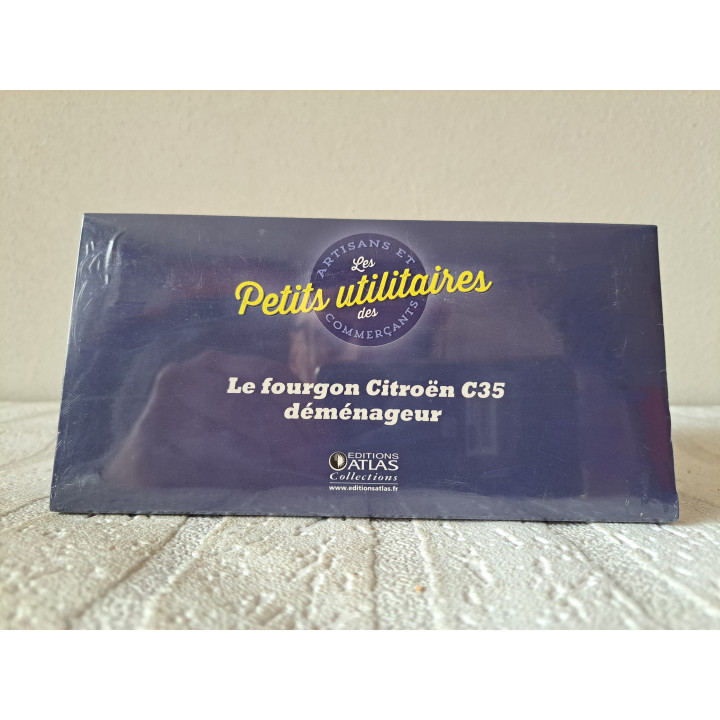 Les
Petits utilitaires
des
ARTISANS ET
COMMERÇANTS
Le fourgon Citroën C35
déménageur
EDITIONS
ATLAS
Collections
www.editionsatlas.fr